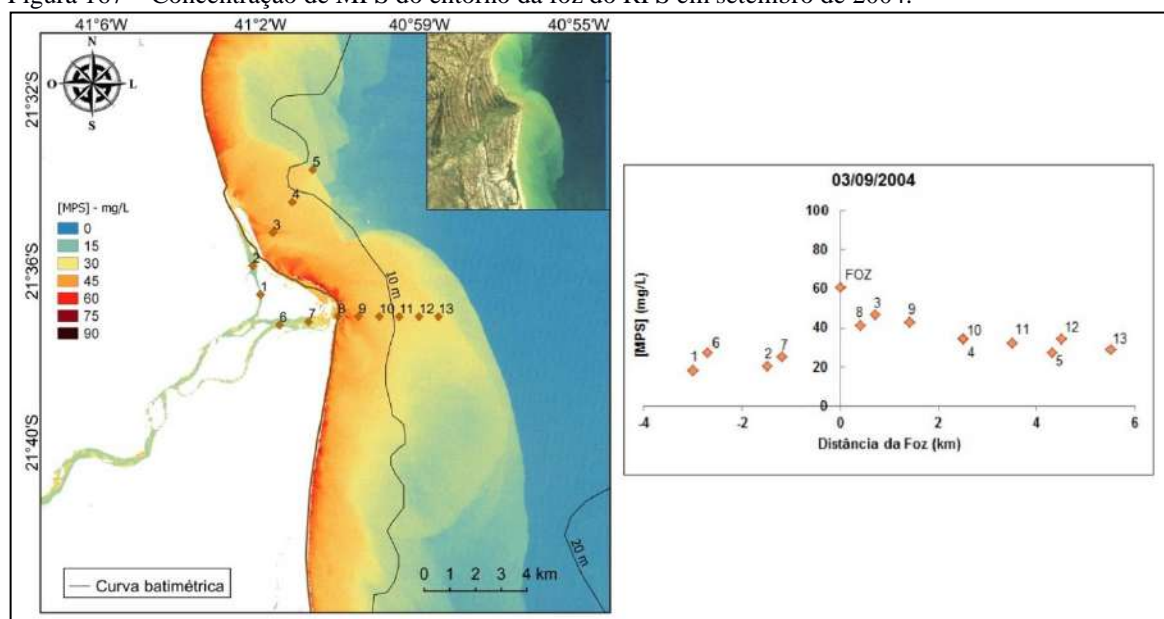 Figura 167 – Concentração de MPS do entorno da foz do RPS em setembro de 2004.
41°6'W 41°2'W 40°59'W 40°55'W
21°32'S
21°36'S
21°40'S
N
O L
S
[MPS] - mg/L
0
15
30
45
60
75
90
5
4
3
2
1
6 7 8 9 10 11 12 13
10 m
20 m
0 1 2 3 4 km
Curva batimétrica
03/09/2004
[MPS] (mg/L)
100
80
60
40
20
0
FOZ
1 6 2 7 8 3 9 10 4 11 5 12 13
-4 -2 0 2 4 6
Distância da Foz (km)